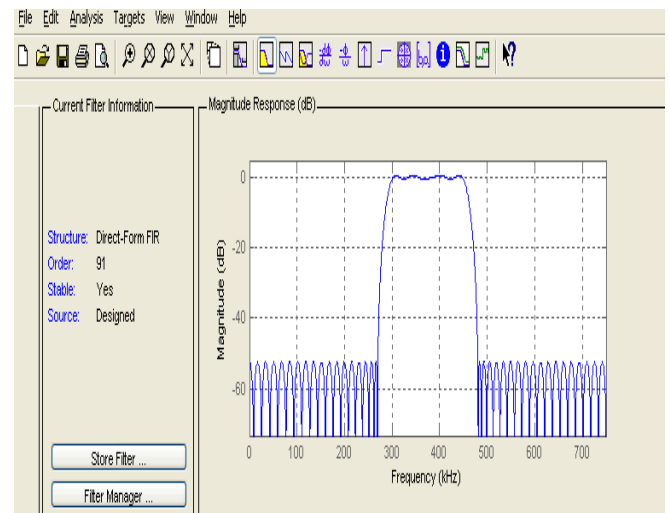 File Edit Analysis Targets View Window Help
Current Filter Information
Structure: Direct-Form FIR
Order: 91
Stable: Yes
Source: Designed
Store Filter ...
Filter Manager ...
Magnitude Response (dB)
Magnitude (dB)
0
-20
-40
-60
0 100 200 300 400 500 600 700
Frequency (kHz)